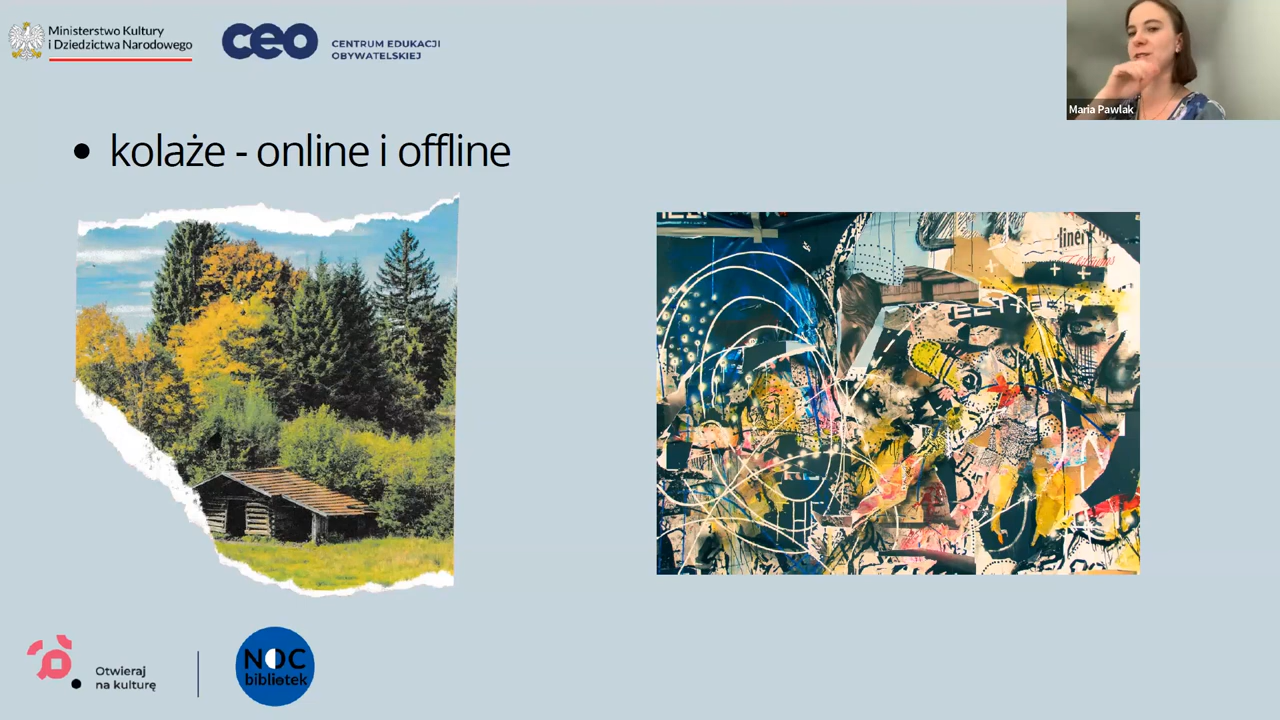 Ministerstwo Kultury
i Dziedzictwa Narodowego
ceo
CENTRUM EDUKACJI
OBYWATELSKIEJ
Maria Pawlak
• kolaże - online i offline
Otwieraj
na kulturę
NOC
bibliotek